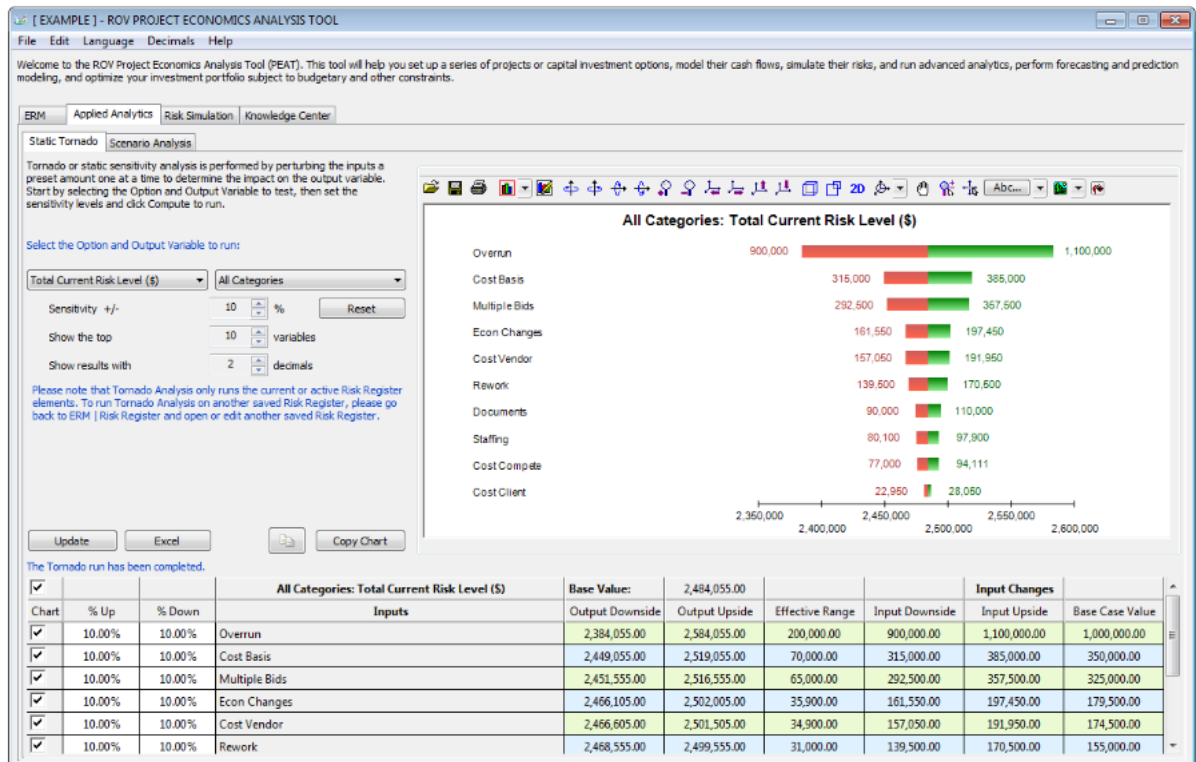 [ EXAMPLE ] - ROV PROJECT ECONOMICS ANALYSIS TOOL
File Edit Language Decimals Help
Welcome to the ROV Project Economics Analysis Tool (PEAT). This tool will help you set up a series of projects or capital investment options, model their cash flows, simulate their risks, and run advanced analytics, perform forecasting and prediction
modeling, and optimize your investment portfolio subject to budgetary and other constraints.
ERM Applied Analytics Risk Simulation Knowledge Center
Static Tornado Scenario Analysis
Tornado or static sensitivity analysis is performed by perturbing the inputs a
preset amount one at a time to determine the impact on the output variable.
Start by selecting the Option and Output Variable to test, then set the
sensitivity levels and click Compute to run.
Select the Option and Output Variable to run:
Total Current Risk Level ($) All Categories
Sensitivity +/- 10 % Reset
Show the top 10 variables
Show results with 2 decimals
Please note that Tornado Analysis only runs the current or active Risk Register
elements. To run Tornado Analysis on another saved Risk Register, please go
back to ERM | Risk Register and open or edit another saved Risk Register.
Update Excel Copy Chart
The Tornado run has been completed.
2D Abc...
All Categories: Total Current Risk Level ($)
Overrun 900,000 1,100,000
Cost Basis 315,000 385,000
Multiple Bids 292,500 357,500
Econ Changes 161,550 197,450
Cost Vendor 157,050 191,950
Rework 139,500 170,500
Documents 90,000 110,000
Staffing 80,100 97,900
Cost Compete 77,000 94,111
Cost Client 22,950 28,050
2,350,000 2,450,000 2,550,000
2,400,000 2,500,000 2,600,000
All Categories: Total Current Risk Level ($) Base Value: 2,484,055.00 Input Changes
Chart % Up % Down Inputs Output Downside Output Upside Effective Range Input Downside Input Upside Base Case Value
10.00% 10.00% Overrun 2,384,055.00 2,584,055.00 200,000.00 900,000.00 1,100,000.00 1,000,000.00
10.00% 10.00% Cost Basis 2,449,055.00 2,519,055.00 70,000.00 315,000.00 385,000.00 350,000.00
10.00% 10.00% Multiple Bids 2,451,555.00 2,516,555.00 65,000.00 292,500.00 357,500.00 325,000.00
10.00% 10.00% Econ Changes 2,466,105.00 2,502,005.00 35,900.00 161,550.00 197,450.00 179,500.00
10.00% 10.00% Cost Vendor 2,466,605.00 2,501,505.00 34,900.00 157,050.00 191,950.00 174,500.00
10.00% 10.00% Rework 2,468,555.00 2,499,555.00 31,000.00 139,500.00 170,500.00 155,000.00